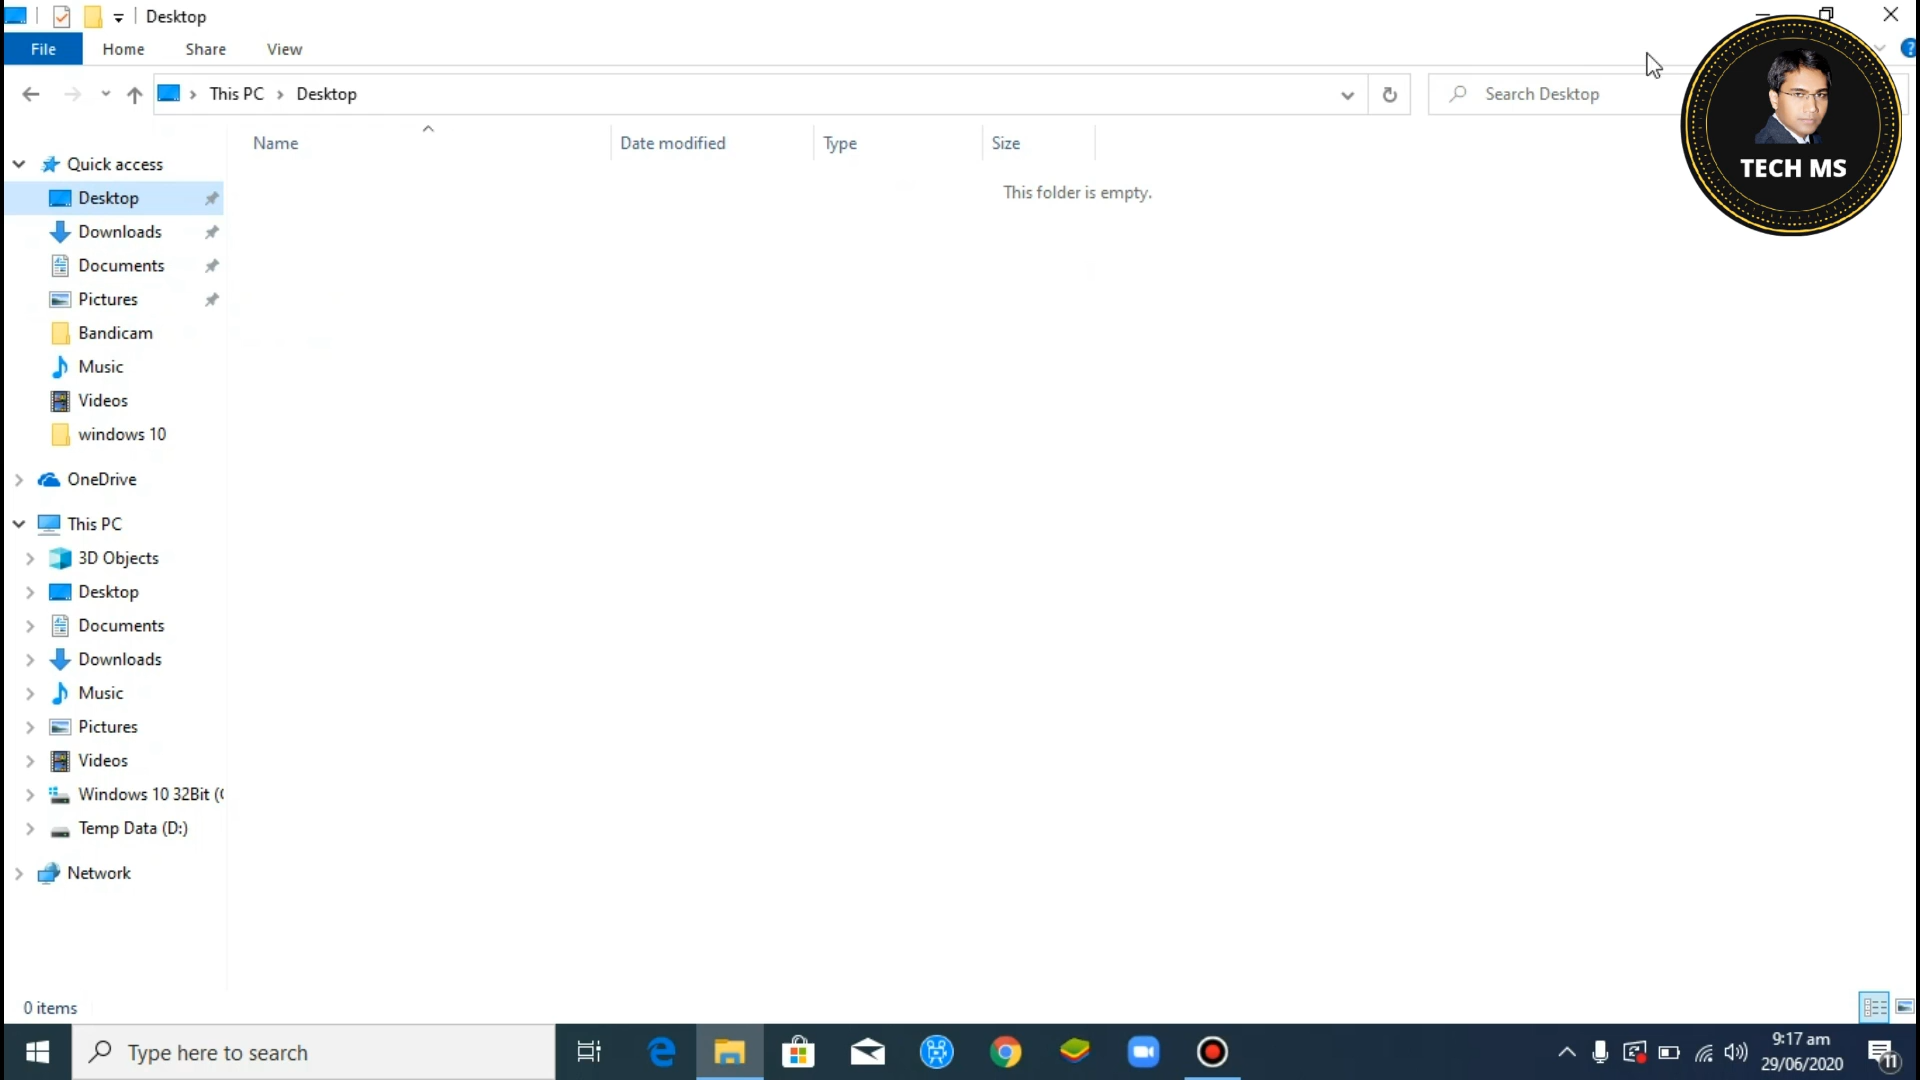 Desktop
File Home Share View
This PC Desktop
Search Desktop
TECH MS
Name Date modified Type Size
This folder is empty.
Quick access
Desktop
Downloads
Documents
Pictures
Bandicam
Music
Videos
windows 10
OneDrive
This PC
3D Objects
Desktop
Documents
Downloads
Music
Pictures
Videos
Windows 10 32Bit (
Temp Data (D:)
Network
0 items
Type here to search
9:17 am
29/06/2020
11